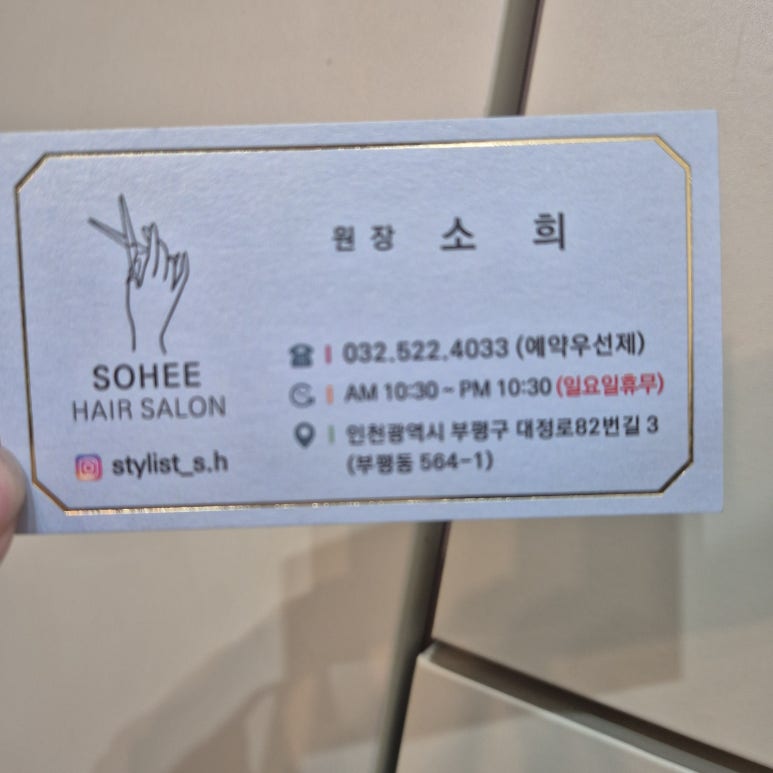 원장 소희
SOHEE
HAIR SALON
stylist_s.h
032.522.4033 (예약우선제)
AM 10:30 ~ PM 10:30 (일요일휴무)
인천광역시 부평구 대정로82번길 3
(부평동 564-1)